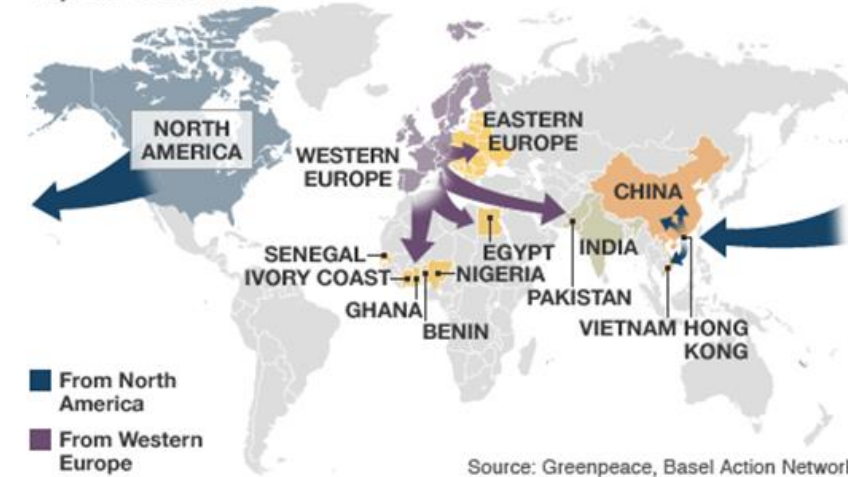 NORTH
AMERICA
WESTERN
EUROPE
EASTERN
EUROPE
CHINA
SENEGAL
IVORY COAST
GHANA
BENIN
NIGERIA
EGYPT
INDIA
PAKISTAN
VIETNAM
HONG
KONG
From North
America
From Western
Europe
Source: Greenpeace, Basel Action Network